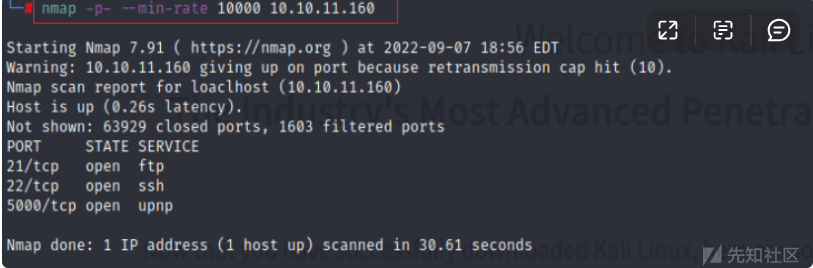 # nmap -p- --min-rate 10000 10.10.11.160
Welcome to Kali Li
Starting Nmap 7.91 ( https://nmap.org ) at 2022-09-07 18:56 EDT
Warning: 10.10.11.160 giving up on port because retransmission cap hit (10).
Nmap scan report for loaclhost (10.10.11.160)
Host is up (0.26s latency).
Industry's Most Advanced Penetra
Not shown: 63929 closed ports, 1603 filtered ports
PORT     STATE SERVICE
21/tcp   open  ftp
22/tcp   open  ssh
5000/tcp open  upnp
Nmap done: 1 IP address (1 host up) scanned in 30.61 seconds
Now that you have successfully downloaded Kali Linux,
先知社区